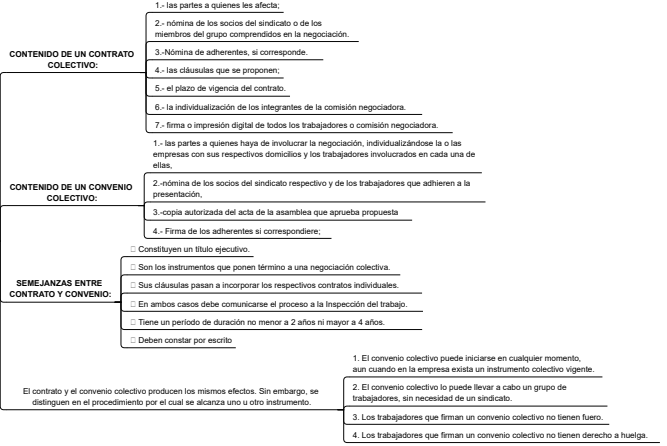 CONTENIDO DE UN CONTRATO
COLECTIVO:
1.- las partes a quienes les afecta;
2.- nómina de los socios del sindicato o de los
miembros del grupo comprendidos en la negociación.
3.-Nómina de adherentes, si corresponde.
4.- las cláusulas que se proponen;
5.- el plazo de vigencia del contrato.
6.- la individualización de los integrantes de la comisión negociadora.
7.- firma o impresión digital de todos los trabajadores o comisión negociadora.
CONTENIDO DE UN CONVENIO
COLECTIVO:
1.- las partes a quienes haya de involucrar la negociación, individualizándose la o las
empresas con sus respectivos domicilios y los trabajadores involucrados en cada una de
ellas,
2.-nómina de los socios del sindicato respectivo y de los trabajadores que adhieren a la
presentación,
3.-copia autorizada del acta de la asamblea que aprueba propuesta
4.- Firma de los adherentes si correspondiere;
SEMEJANZAS ENTRE
CONTRATO Y CONVENIO:
Constituyen un título ejecutivo.
Son los instrumentos que ponen término a una negociación colectiva.
Sus cláusulas pasan a incorporar los respectivos contratos individuales.
En ambos casos debe comunicarse el proceso a la Inspección del trabajo.
Tiene un período de duración no menor a 2 años ni mayor a 4 años.
Deben constar por escrito
El contrato y el convenio colectivo producen los mismos efectos. Sin embargo, se
distinguen en el procedimiento por el cual se alcanza uno u otro instrumento.
1. El convenio colectivo puede iniciarse en cualquier momento,
aun cuando en la empresa exista un instrumento colectivo vigente.
2. El convenio colectivo lo puede llevar a cabo un grupo de
trabajadores, sin necesidad de un sindicato.
3. Los trabajadores que firman un convenio colectivo no tienen fuero.
4. Los trabajadores que firman un convenio colectivo no tienen derecho a huelga.